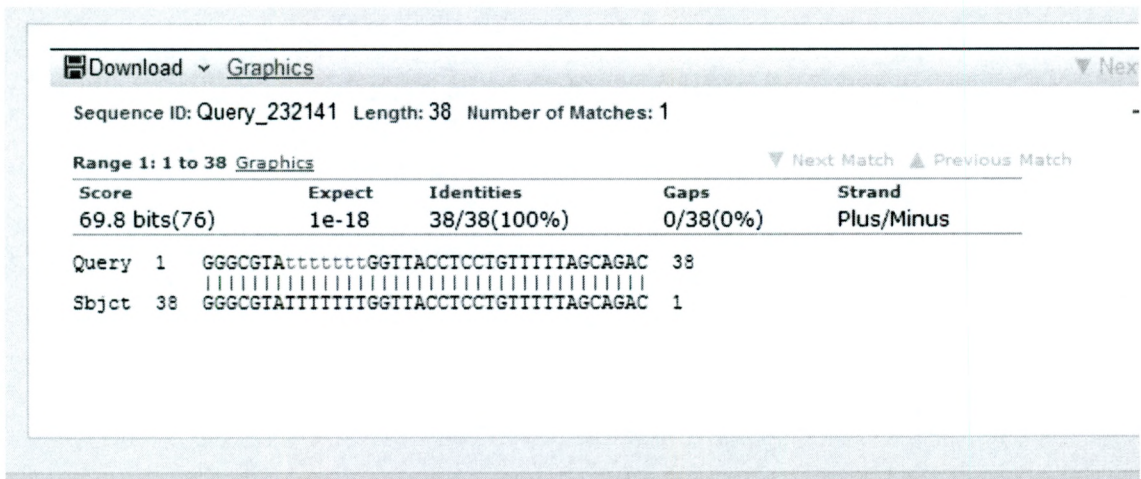 Download Graphics ▼ Nex
Sequence ID: Query_232141 Length: 38 Number of Matches: 1
Range 1: 1 to 38 Graphics ▼ Next Match ▲ Previous Match
Score Expect Identities Gaps Strand
69.8 bits(76) 1e-18 38/38(100%) 0/38(0%) Plus/Minus
Query 1 GGGCGTAtttttttGGTTACCTCCTGTTTTTAGCAGAC 38
||||||||||||||||||||||||||||||||||||||
Sbjct 38 GGGCGTATTTTTTTGGTTACCTCCTGTTTTTAGCAGAC 1